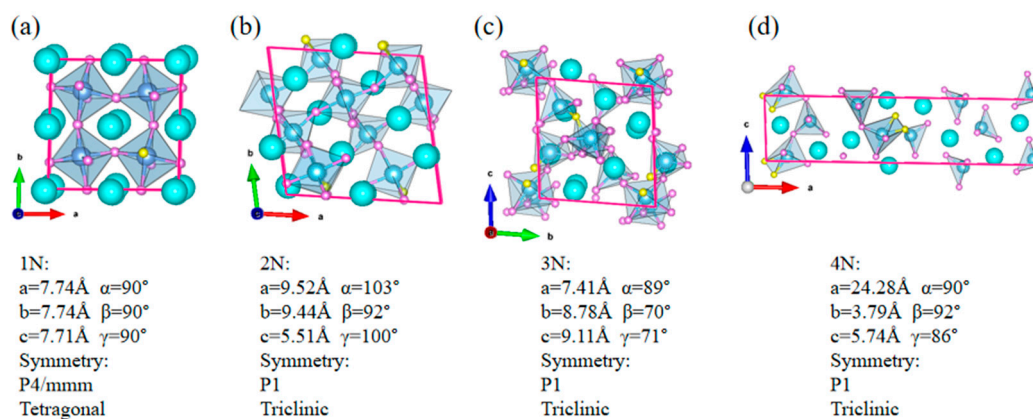 (a)
(b)
(c)
(d)
b
a
b
a
c
b
c
a
1N:
a=7.74Å α=90°
b=7.74Å β=90°
c=7.71Å γ=90°
Symmetry:
P4/mmm
Tetragonal
2N:
a=9.52Å α=103°
b=9.44Å β=92°
c=5.51Å γ=100°
Symmetry:
P1
Triclinic
3N:
a=7.41Å α=89°
b=8.78Å β=70°
c=9.11Å γ=71°
Symmetry:
P1
Triclinic
4N:
a=24.28Å α=90°
b=3.79Å β=92°
c=5.74Å γ=86°
Symmetry:
P1
Triclinic